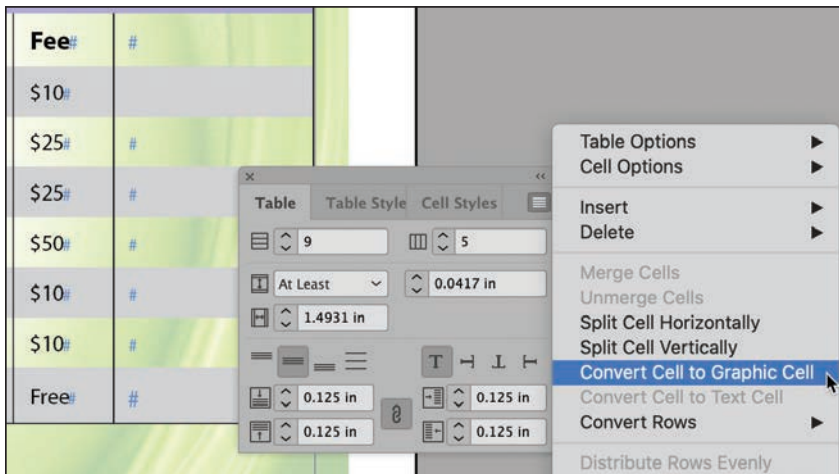 Fee# #
$10#
$25# #
$25# #
$50# #
$10# #
$10# #
Free# #
Table Table Style Cell Styles
9 5
At Least 0.0417 in
1.4931 in
0.125 in 0.125 in
0.125 in 0.125 in
Table Options
Cell Options
Insert
Delete
Merge Cells
Unmerge Cells
Split Cell Horizontally
Split Cell Vertically
Convert Cell to Graphic Cell
Convert Cell to Text Cell
Convert Rows
Distribute Rows Evenly